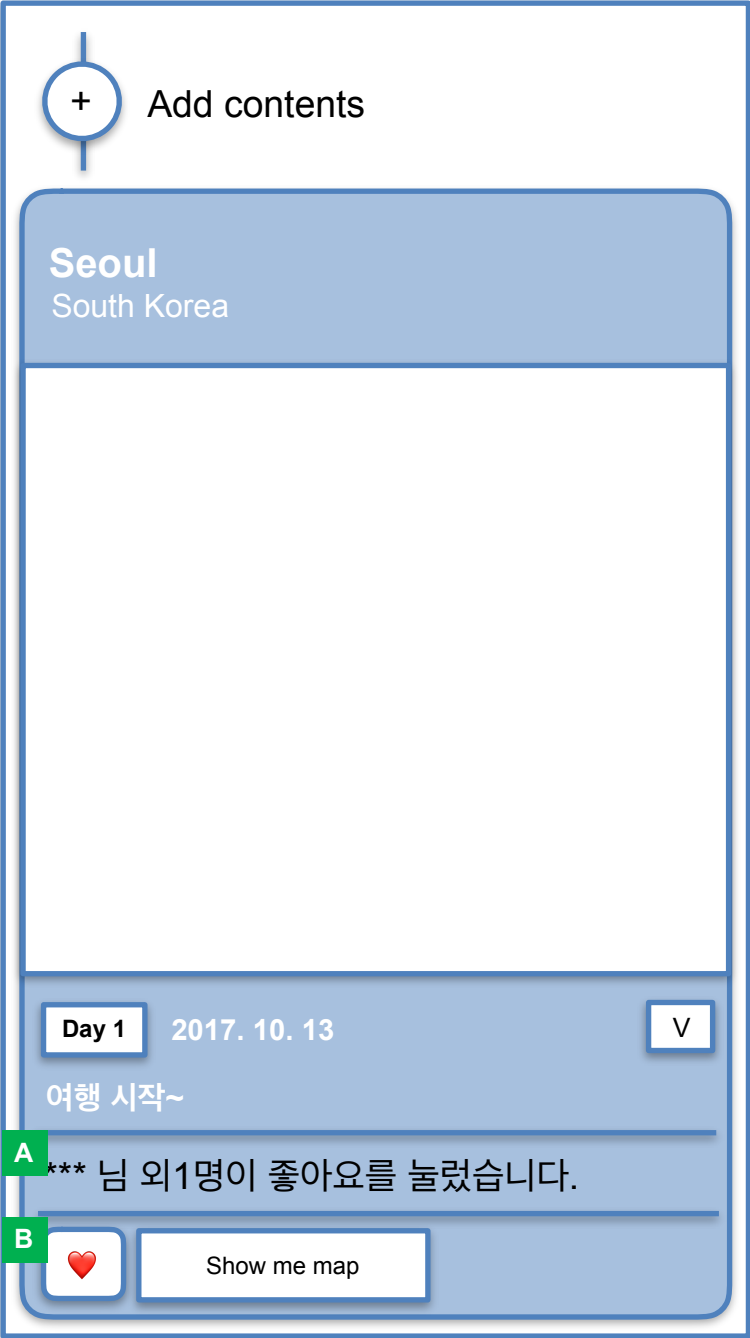 + Add contents
Seoul
South Korea
Day 1 2017. 10. 13 V
여행 시작~
A *** 님 외1명이 좋아요를 눌렀습니다.
B ❤️ Show me map